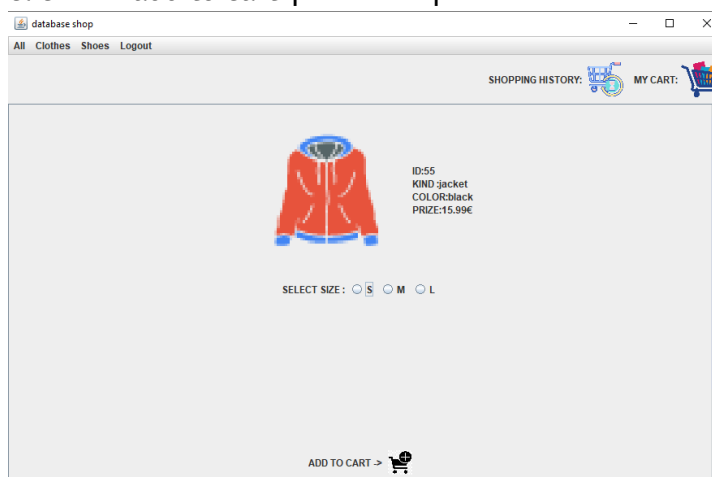 database shop
All Clothes Shoes Logout
SHOPPING HISTORY: MY CART:
ID:55
KIND :jacket
COLOR:black
PRIZE:15.99€
SELECT SIZE : S M L
ADD TO CART ->